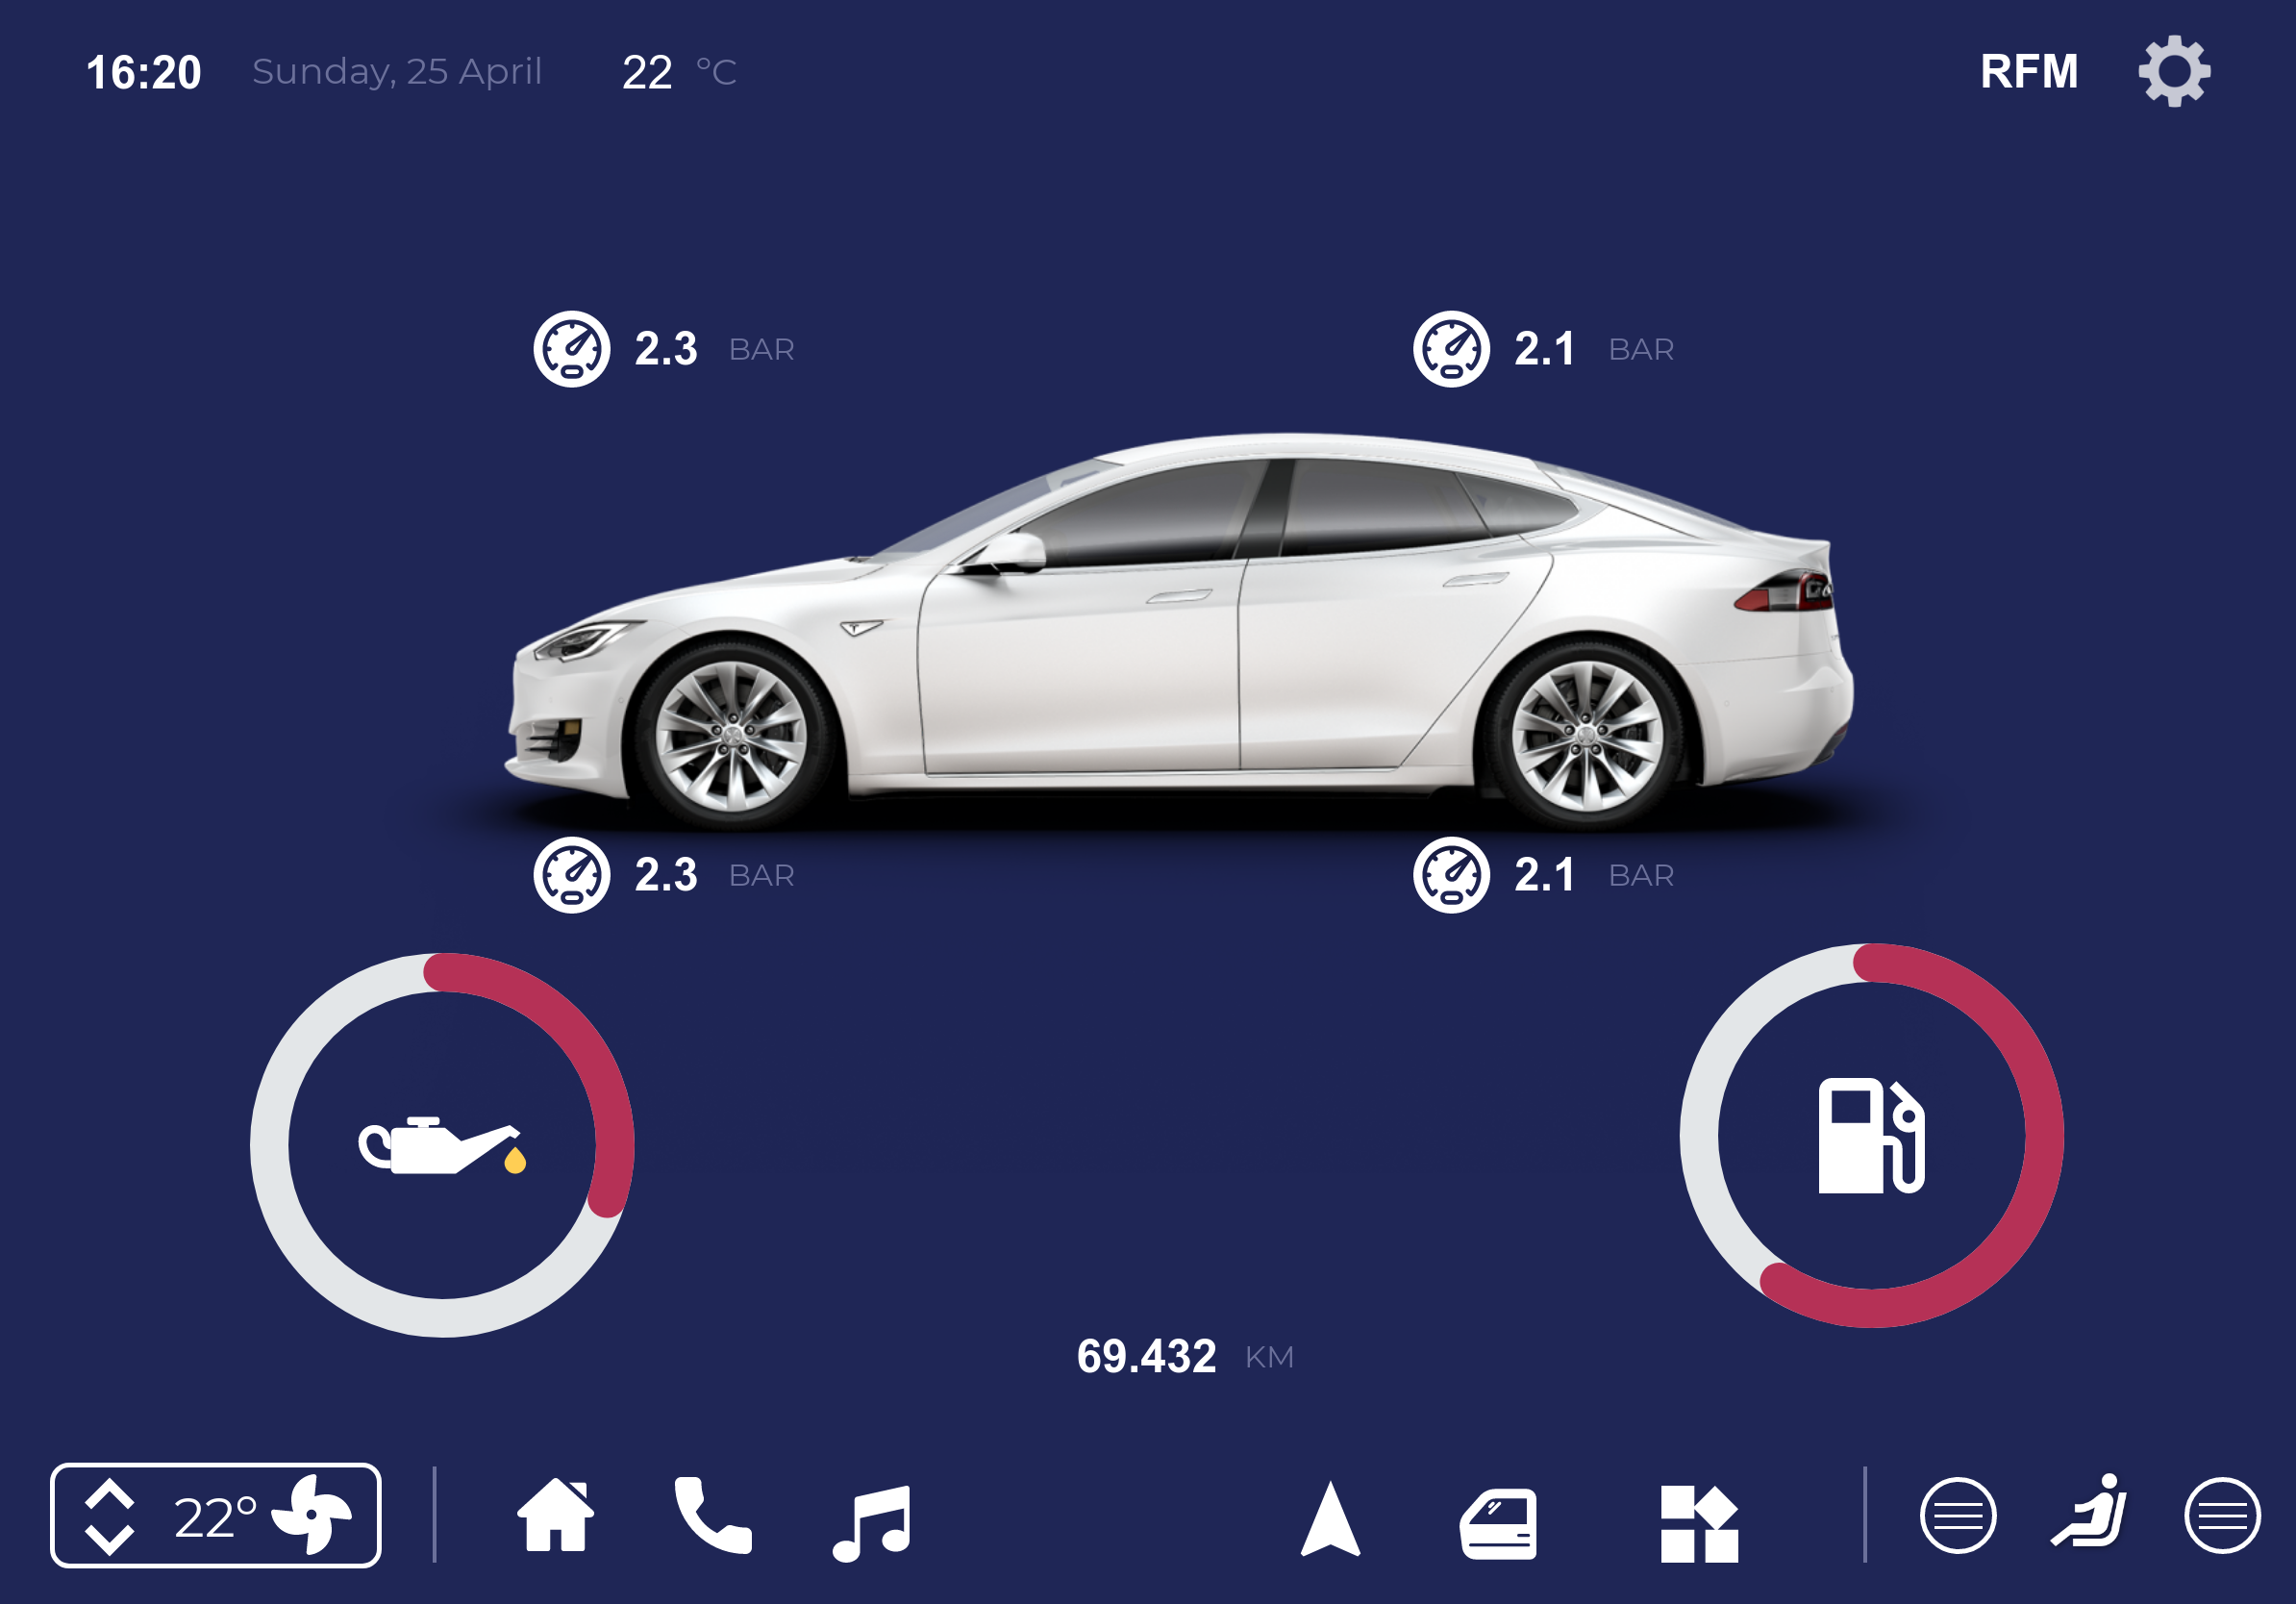 16:20 Sunday, 25 April 22 °C RFM
2.3 BAR 2.1 BAR
2.3 BAR 2.1 BAR
69.432 KM
22°